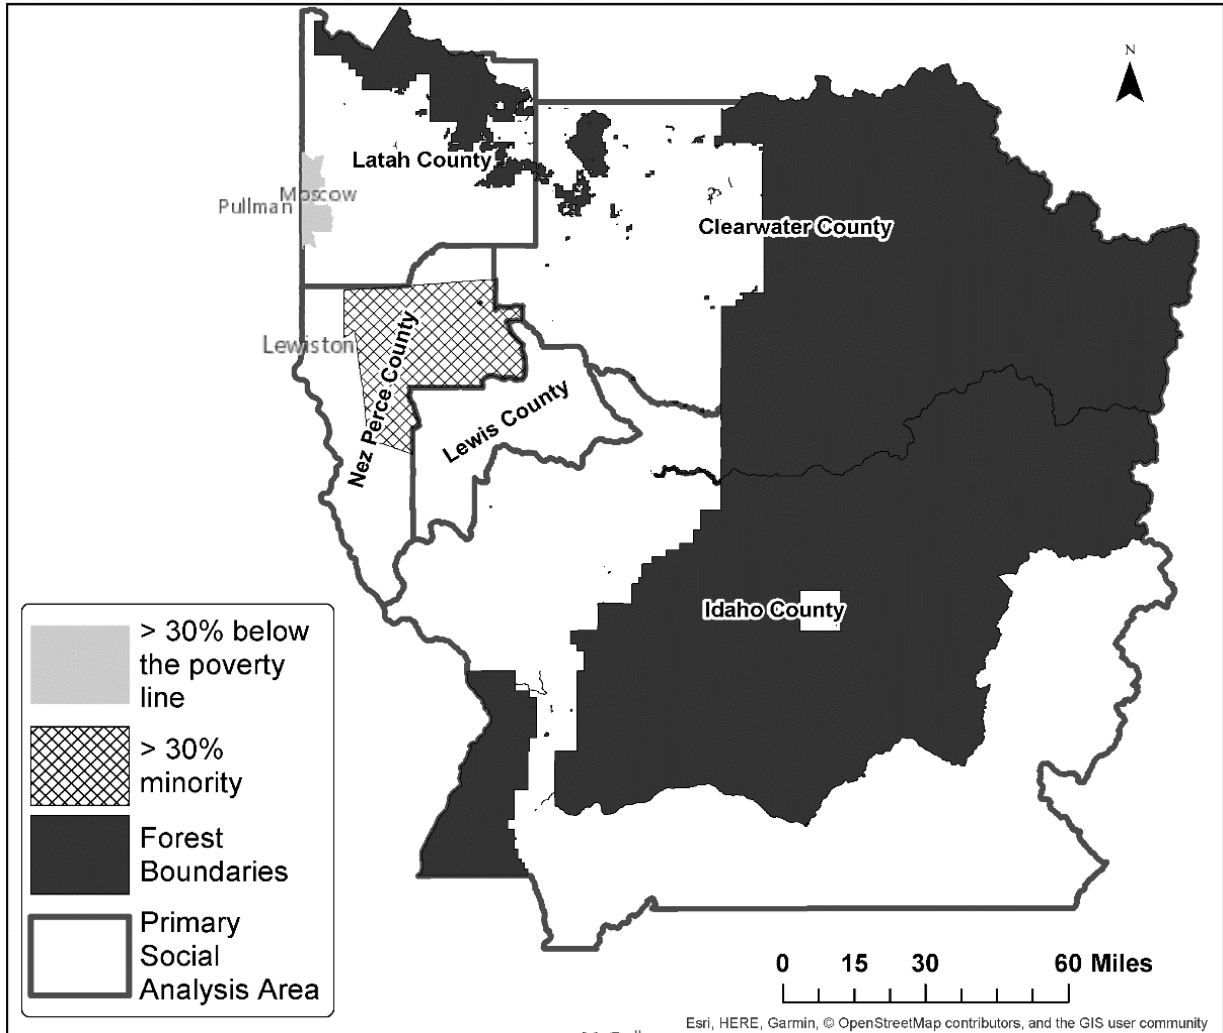 N
Latah County
Moscow
Pullman
Clearwater County
Lewiston
Nez Perce County
Lewis County
Idaho County
> 30% below
the poverty
line
> 30%
minority
Forest
Boundaries
Primary
Social
Analysis Area
0 15 30 60 Miles
Esri, HERE, Garmin, © OpenStreetMap contributors, and the GIS user community